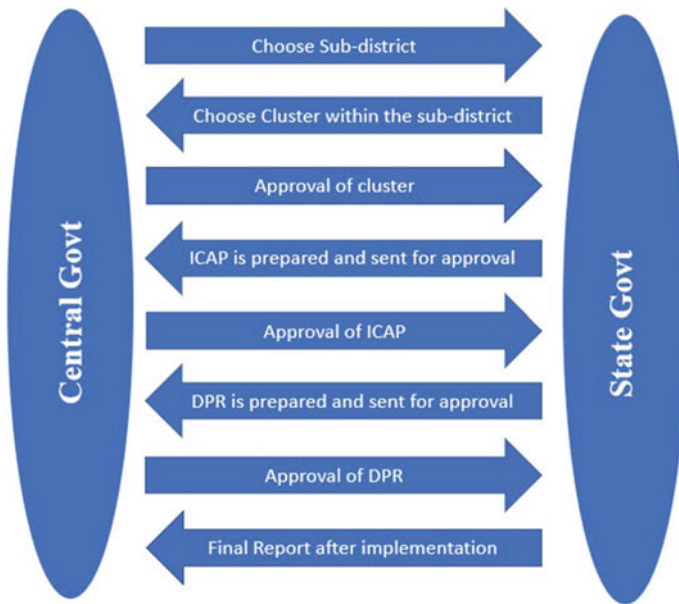 Choose Sub-district
Choose Cluster within the sub-district
Approval of cluster
ICAP is prepared and sent for approval
Approval of ICAP
DPR is prepared and sent for approval
Approval of DPR
Final Report after implementation
Central Govt
State Govt